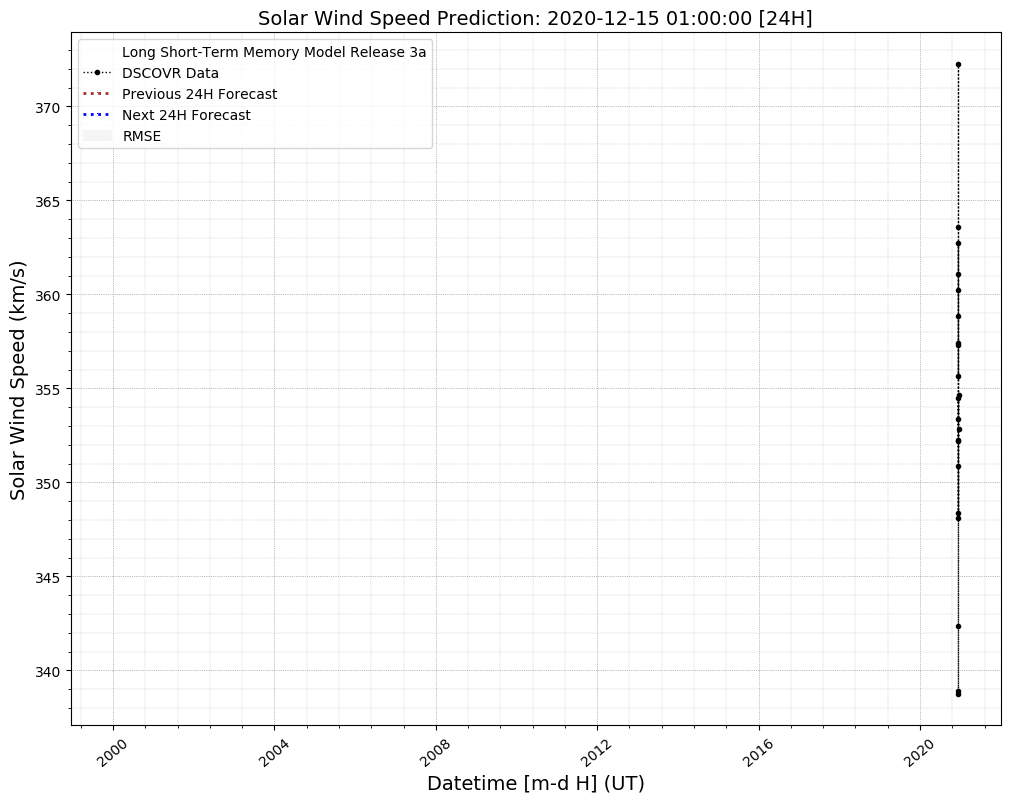 Solar Wind Speed Prediction: 2020-12-15 01:00:00 [24H]
Long Short-Term Memory Model Release 3a
DSCOVR Data
Previous 24H Forecast
Next 24H Forecast
RMSE
370
365
360
355
350
345
340
Solar Wind Speed (km/s)
2000
2004
2008
2012
2016
2020
Datetime [m-d H] (UT)